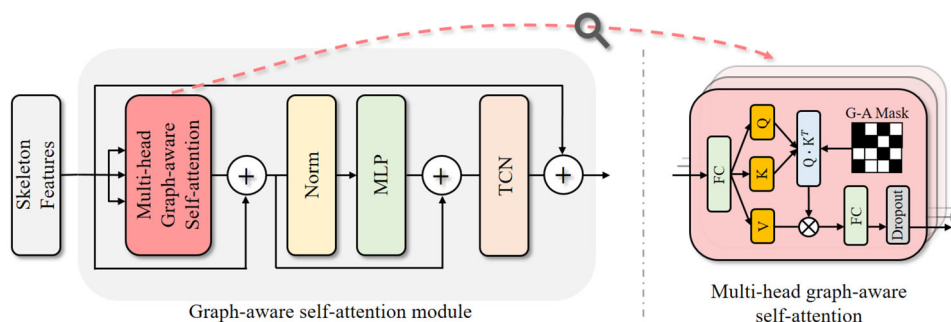 Skeleton
Features
Multi-head
Graph-aware
Self-attention
+
Norm
MLP
+
TCN
+
Graph-aware self-attention module
FC
Q
K
V
Q · K^T
G-A Mask
FC
Dropout
Multi-head graph-aware
self-attention